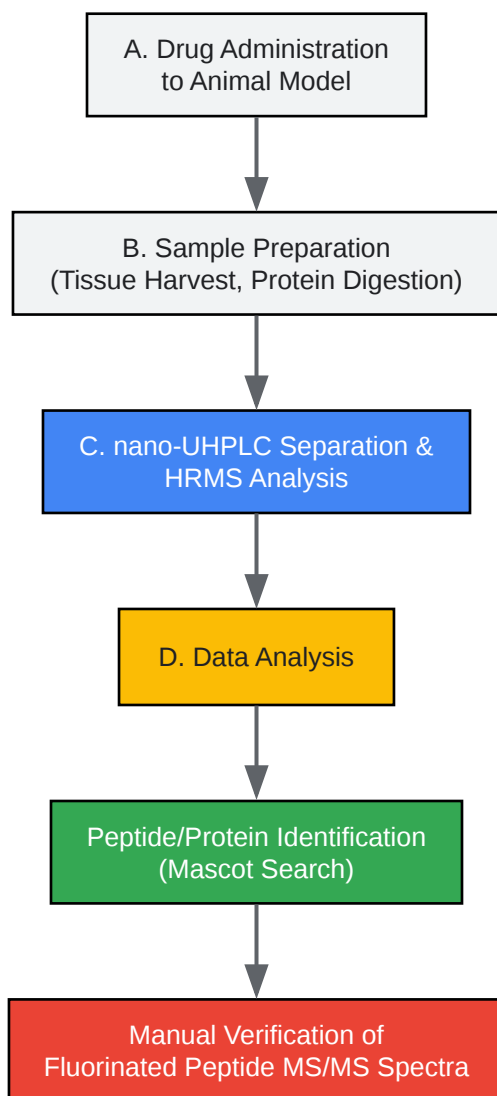 A. Drug Administration
to Animal Model
B. Sample Preparation
(Tissue Harvest, Protein Digestion)
C. nano-UHPLC Separation &
HRMS Analysis
D. Data Analysis
Peptide/Protein Identification
(Mascot Search)
Manual Verification of
Fluorinated Peptide MS/MS Spectra